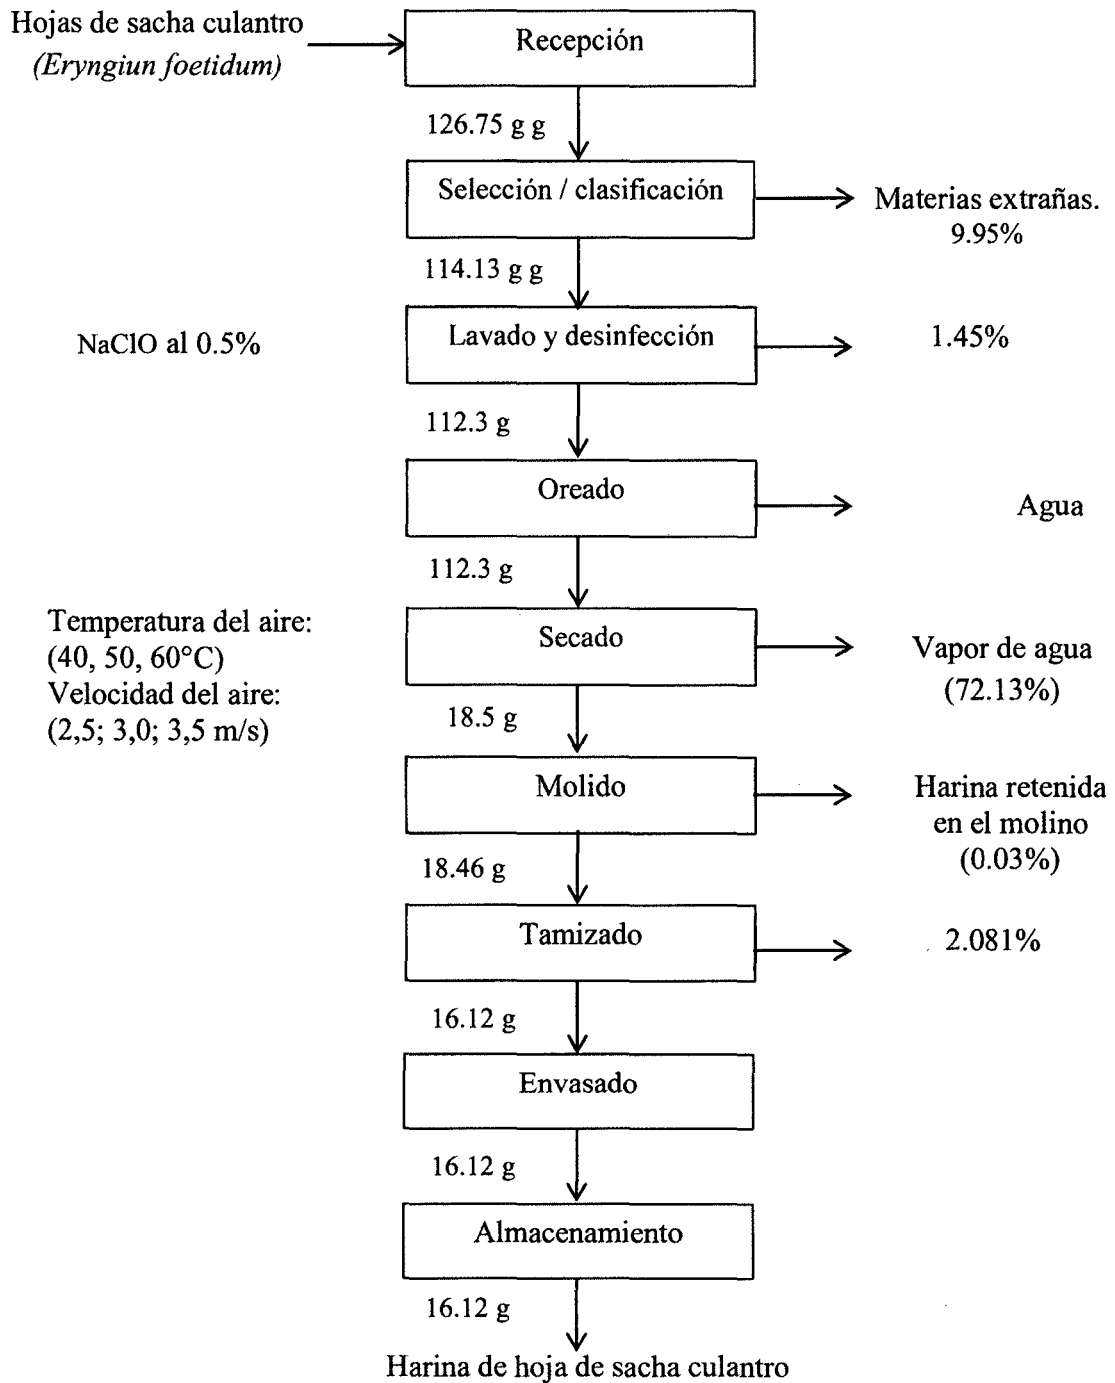 Hojas de sacha culantro
(Eryngiun foetidum)
Recepción
126.75 g g
Selección / clasificación
Materias extrañas.
9.95%
114.13 g g
NaClO al 0.5%
Lavado y desinfección
1.45%
112.3 g
Oreado
Agua
112.3 g
Temperatura del aire:
(40, 50, 60°C)
Velocidad del aire:
(2,5; 3,0; 3,5 m/s)
Secado
Vapor de agua
(72.13%)
18.5 g
Molido
Harina retenida
en el molino
(0.03%)
18.46 g
Tamizado
2.081%
16.12 g
Envasado
16.12 g
Almacenamiento
16.12 g
Harina de hoja de sacha culantro